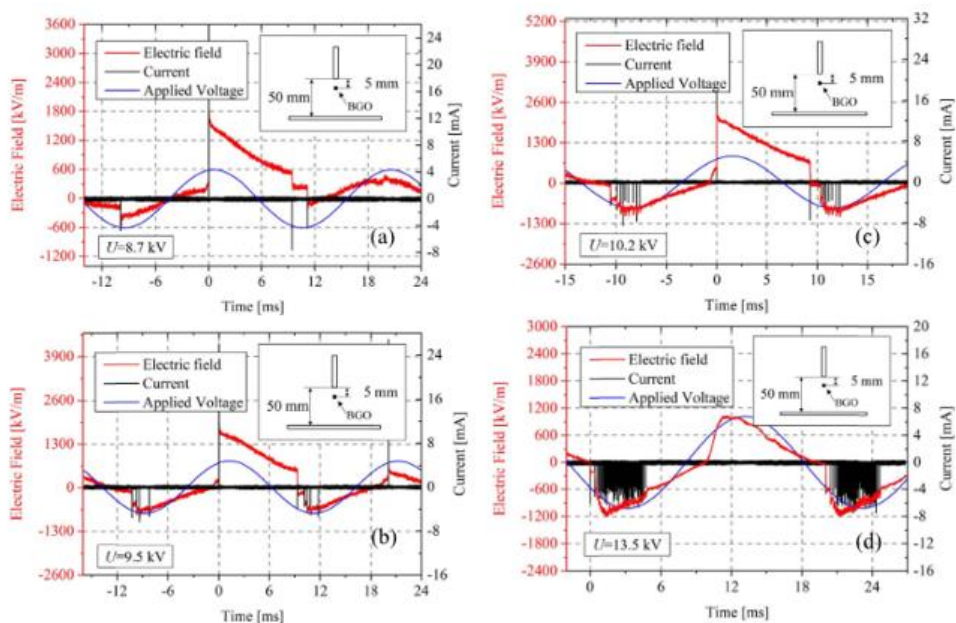 3600
3000
2400
1800
1200
600
0
-600
-1200
Electric Field [kV/m]
Electric field
Current
Applied Voltage
50 mm
5 mm
BGO
24
20
16
12
8
4
0
-4
-8
Current [mA]
(a)
U=8.7 kV
-12 -6 0 6 12 18 24
Time [ms]
5200
3900
2600
1300
0
-1300
-2600
Electric Field [kV/m]
Electric field
Current
Applied Voltage
50 mm
5 mm
BGO
32
24
16
8
0
-8
-16
Current [mA]
(c)
U=10.2 kV
-15 -10 -5 0 5 10 15
Time [ms]
3900
2600
1300
0
-1300
-2600
Electric Field [kV/m]
Electric field
Current
Applied Voltage
50 mm
5 mm
BGO
24
16
8
0
-8
-16
Current [mA]
(b)
U=9.5 kV
-12 -6 0 6 12 18 24
Time [ms]
3000
2400
1800
1200
600
0
-600
-1200
-1800
-2400
Electric Field [kV/m]
Electric field
Current
Applied Voltage
50 mm
5 mm
BGO
20
16
12
8
4
0
-4
-8
-12
-16
Current [mA]
(d)
U=13.5 kV
0 6 12 18 24
Time [ms]